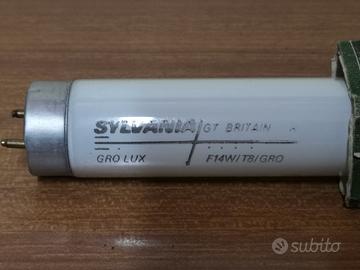 SYLVANIA GT BRITAIN
GRO LUX F14W/T8/GRO
subito